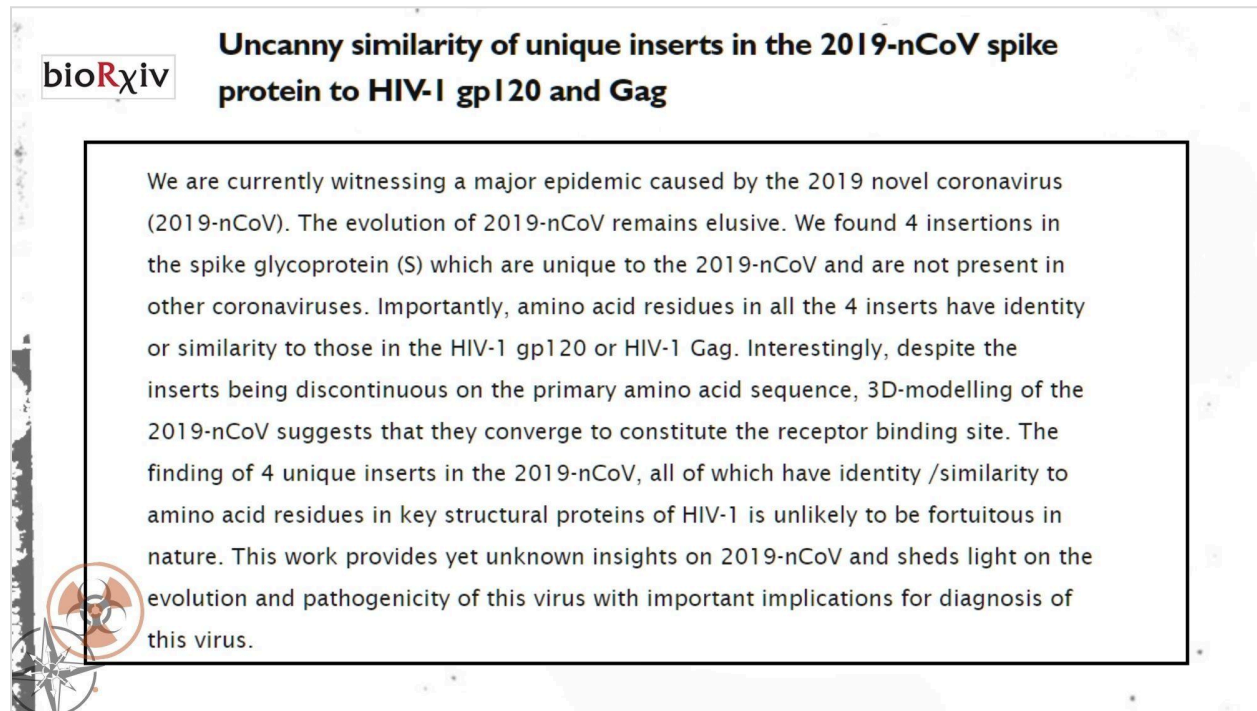 bioRχiv
Uncanny similarity of unique inserts in the 2019-nCoV spike
protein to HIV-1 gp120 and Gag
We are currently witnessing a major epidemic caused by the 2019 novel coronavirus
(2019-nCoV). The evolution of 2019-nCoV remains elusive. We found 4 insertions in
the spike glycoprotein (S) which are unique to the 2019-nCoV and are not present in
other coronaviruses. Importantly, amino acid residues in all the 4 inserts have identity
or similarity to those in the HIV-1 gp120 or HIV-1 Gag. Interestingly, despite the
inserts being discontinuous on the primary amino acid sequence, 3D-modelling of the
2019-nCoV suggests that they converge to constitute the receptor binding site. The
finding of 4 unique inserts in the 2019-nCoV, all of which have identity /similarity to
amino acid residues in key structural proteins of HIV-1 is unlikely to be fortuitous in
nature. This work provides yet unknown insights on 2019-nCoV and sheds light on the
evolution and pathogenicity of this virus with important implications for diagnosis of
this virus.